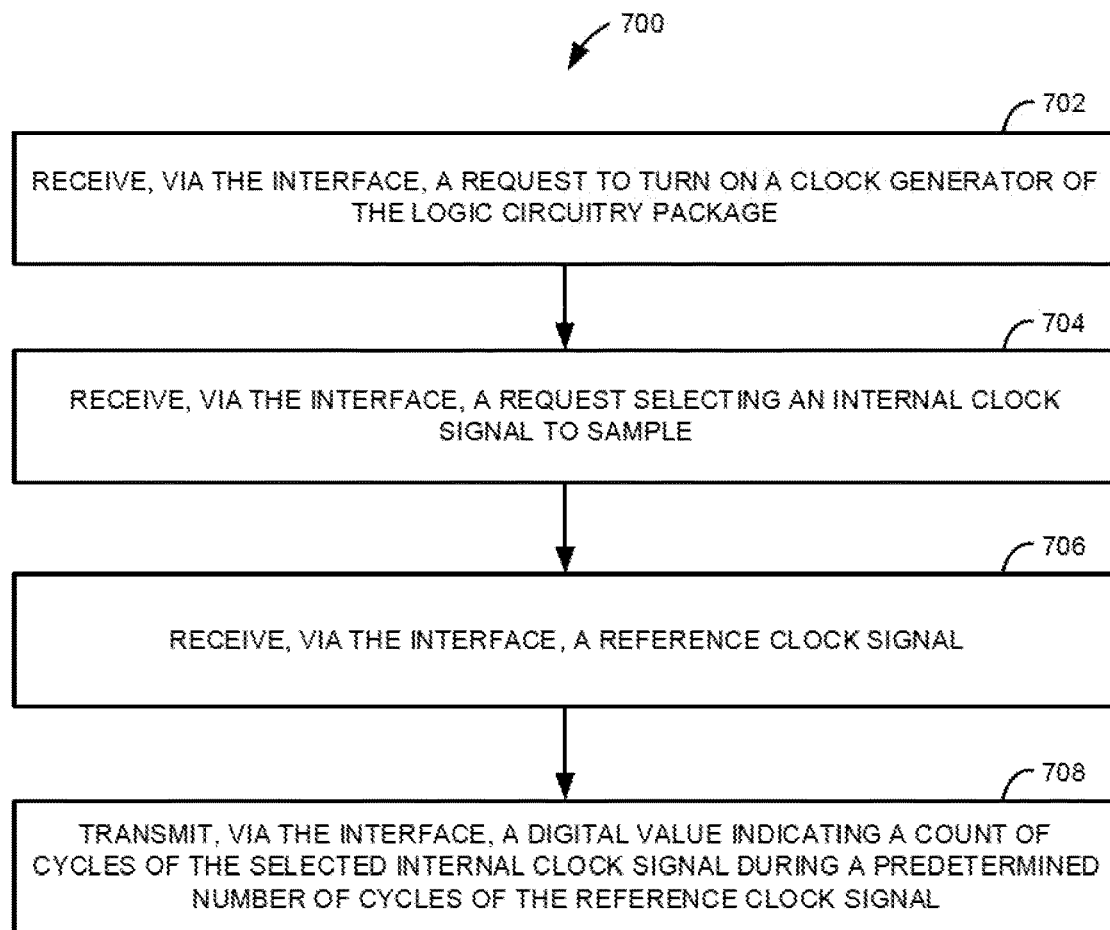 700
702
RECEIVE, VIA THE INTERFACE, A REQUEST TO TURN ON A CLOCK GENERATOR OF
THE LOGIC CIRCUITRY PACKAGE
704
RECEIVE, VIA THE INTERFACE, A REQUEST SELECTING AN INTERNAL CLOCK
SIGNAL TO SAMPLE
706
RECEIVE, VIA THE INTERFACE, A REFERENCE CLOCK SIGNAL
708
TRANSMIT, VIA THE INTERFACE, A DIGITAL VALUE INDICATING A COUNT OF
CYCLES OF THE SELECTED INTERNAL CLOCK SIGNAL DURING A PREDETERMINED
NUMBER OF CYCLES OF THE REFERENCE CLOCK SIGNAL